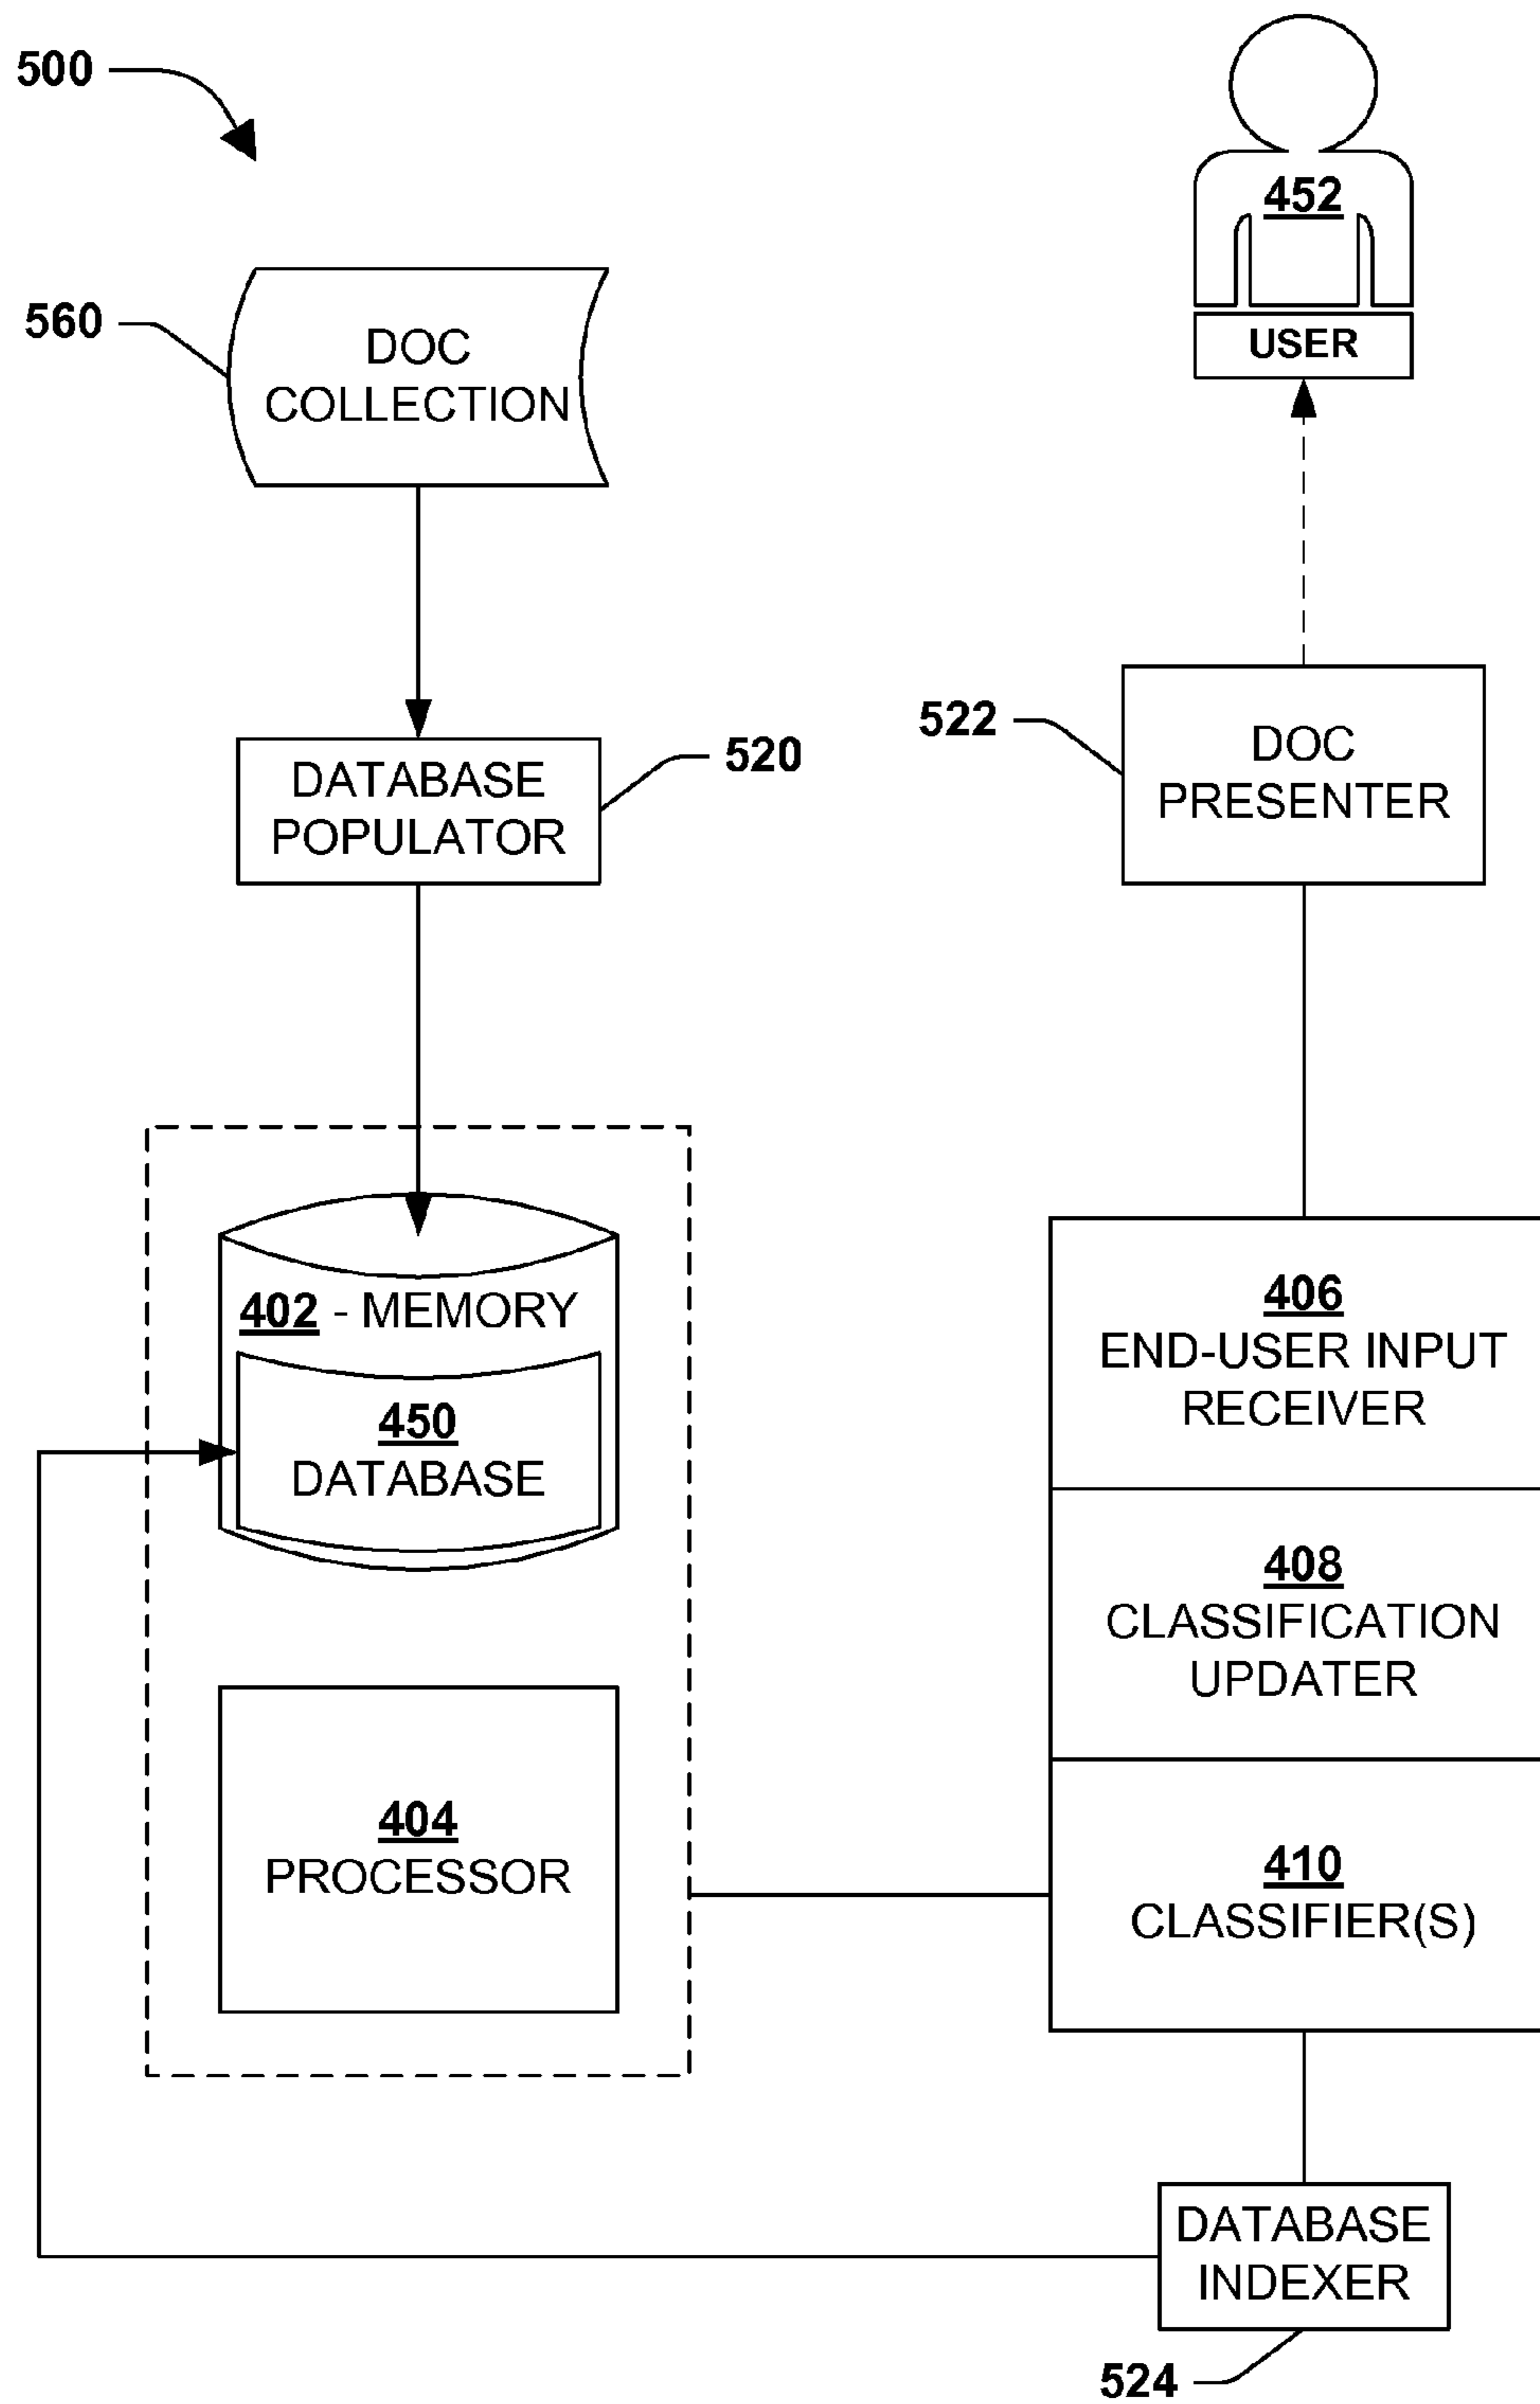 500
452
USER
560
DOC
COLLECTION
522
DOC
PRESENTER
DATABASE
POPULATOR
520
402 - MEMORY
450
DATABASE
404
PROCESSOR
406
END-USER INPUT
RECEIVER
408
CLASSIFICATION
UPDATER
410
CLASSIFIER(S)
DATABASE
INDEXER
524